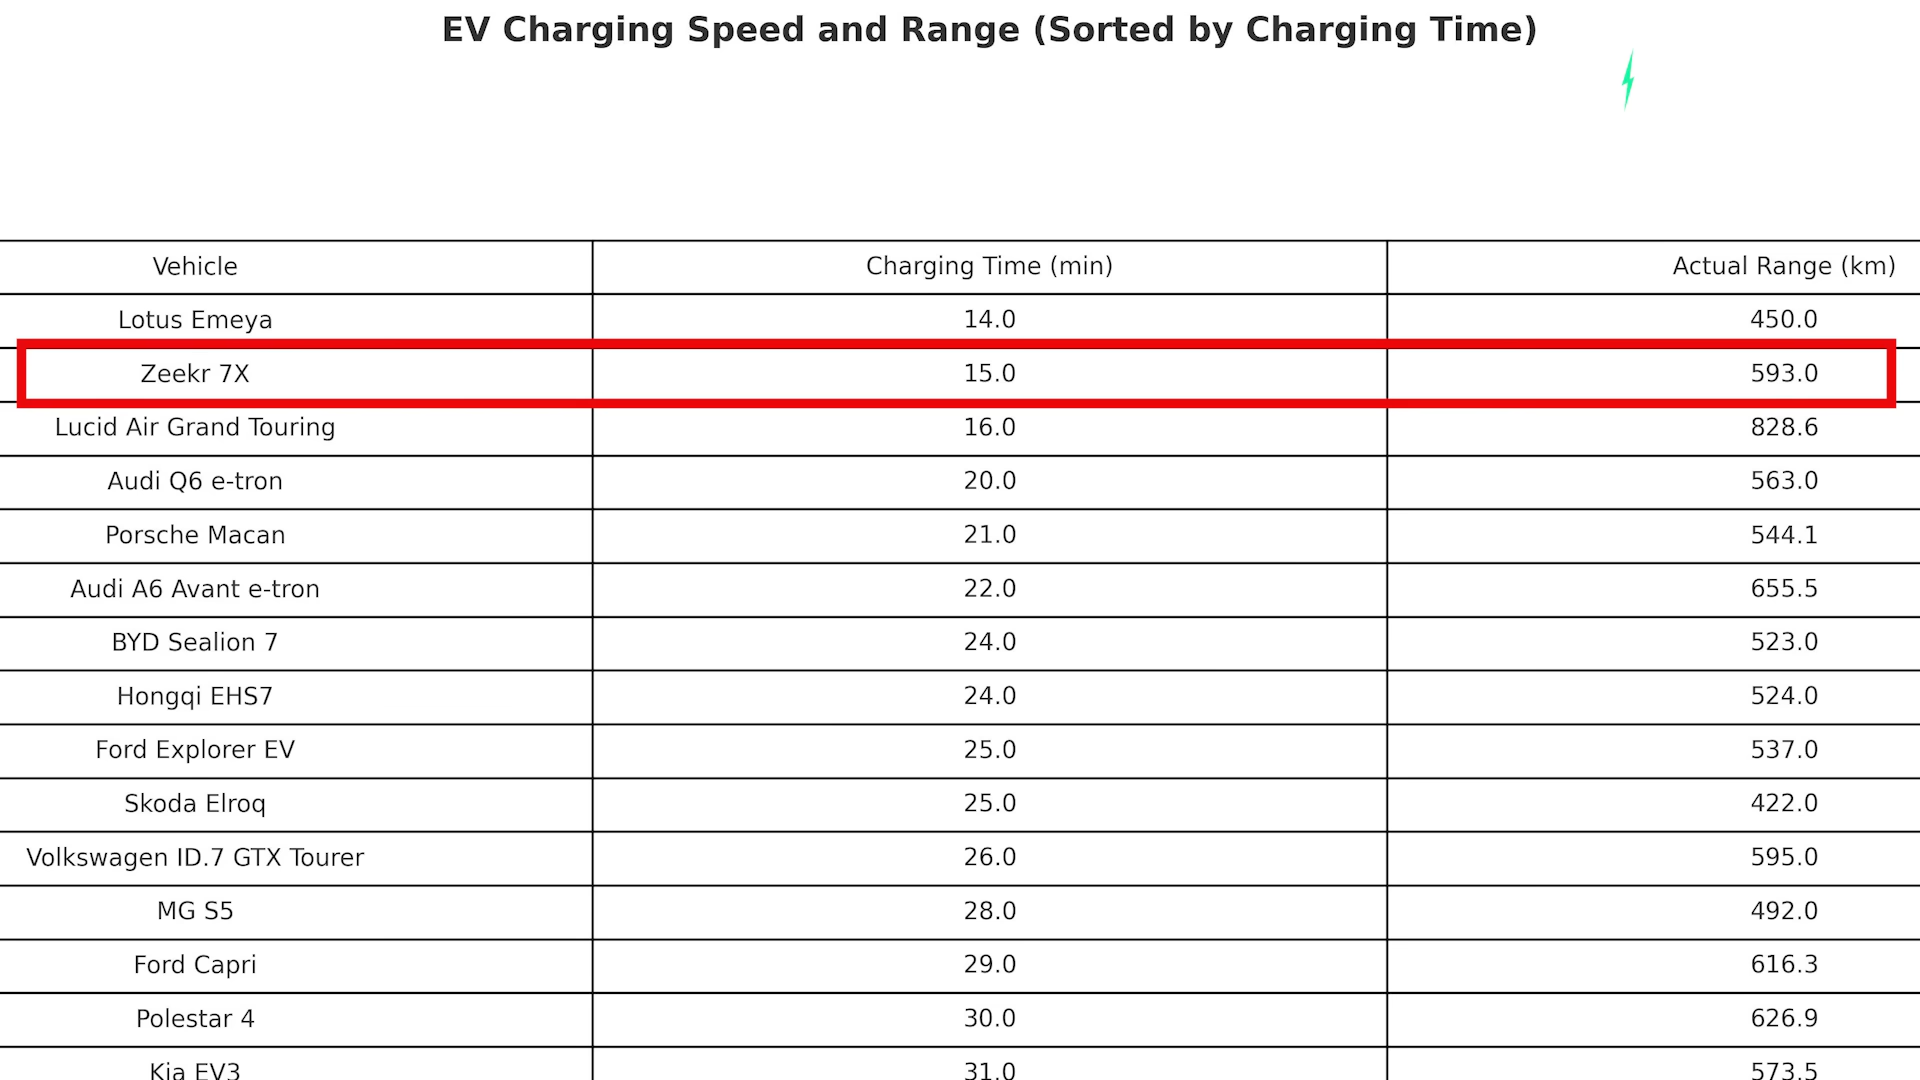 EV Charging Speed and Range (Sorted by Charging Time)
Vehicle Charging Time (min) Actual Range (km)
Lotus Emeya 14.0 450.0
Zeekr 7X 15.0 593.0
Lucid Air Grand Touring 16.0 828.6
Audi Q6 e-tron 20.0 563.0
Porsche Macan 21.0 544.1
Audi A6 Avant e-tron 22.0 655.5
BYD Sealion 7 24.0 523.0
Hongqi EHS7 24.0 524.0
Ford Explorer EV 25.0 537.0
Skoda Elroq 25.0 422.0
Volkswagen ID.7 GTX Tourer 26.0 595.0
MG S5 28.0 492.0
Ford Capri 29.0 616.3
Polestar 4 30.0 626.9
Kia EV3 31.0 573.5